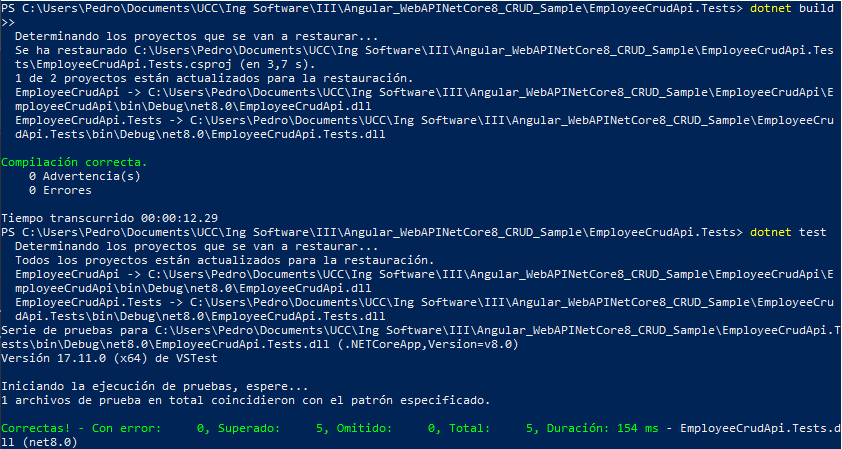 PS C:\Users\Pedro\Documents\UCC\Ing Software\III\Angular_WebAPINetCore8_CRUD_Sample\EmployeeCrudApi.Tests> dotnet build
>>
  Determinando los proyectos que se van a restaurar...
  Se ha restaurado C:\Users\Pedro\Documents\UCC\Ing Software\III\Angular_WebAPINetCore8_CRUD_Sample\EmployeeCrudApi.Tes
ts\EmployeeCrudApi.Tests.csproj (en 3,7 s).
  1 de 2 proyectos están actualizados para la restauración.
  EmployeeCrudApi -> C:\Users\Pedro\Documents\UCC\Ing Software\III\Angular_WebAPINetCore8_CRUD_Sample\EmployeeCrudApi\E
mployeeCrudApi\bin\Debug\net8.0\EmployeeCrudApi.dll
  EmployeeCrudApi.Tests -> C:\Users\Pedro\Documents\UCC\Ing Software\III\Angular_WebAPINetCore8_CRUD_Sample\EmployeeCru
dApi.Tests\bin\Debug\net8.0\EmployeeCrudApi.Tests.dll

Compilación correcta.
    0 Advertencia(s)
    0 Errores

Tiempo transcurrido 00:00:12.29
PS C:\Users\Pedro\Documents\UCC\Ing Software\III\Angular_WebAPINetCore8_CRUD_Sample\EmployeeCrudApi.Tests> dotnet test
  Determinando los proyectos que se van a restaurar...
  Todos los proyectos están actualizados para la restauración.
  EmployeeCrudApi -> C:\Users\Pedro\Documents\UCC\Ing Software\III\Angular_WebAPINetCore8_CRUD_Sample\EmployeeCrudApi\E
mployeeCrudApi\bin\Debug\net8.0\EmployeeCrudApi.dll
  EmployeeCrudApi.Tests -> C:\Users\Pedro\Documents\UCC\Ing Software\III\Angular_WebAPINetCore8_CRUD_Sample\EmployeeCru
dApi.Tests\bin\Debug\net8.0\EmployeeCrudApi.Tests.dll
Serie de pruebas para C:\Users\Pedro\Documents\UCC\Ing Software\III\Angular_WebAPINetCore8_CRUD_Sample\EmployeeCrudApi.T
ests\bin\Debug\net8.0\EmployeeCrudApi.Tests.dll (.NETCoreApp,Version=v8.0)
Versión 17.11.0 (x64) de VSTest

Iniciando la ejecución de pruebas, espere...
1 archivos de prueba en total coincidieron con el patrón especificado.

Correctas! - Con error:     0, Superado:     5, Omitido:     0, Total:     5, Duración: 154 ms - EmployeeCrudApi.Tests.d
ll (net8.0)